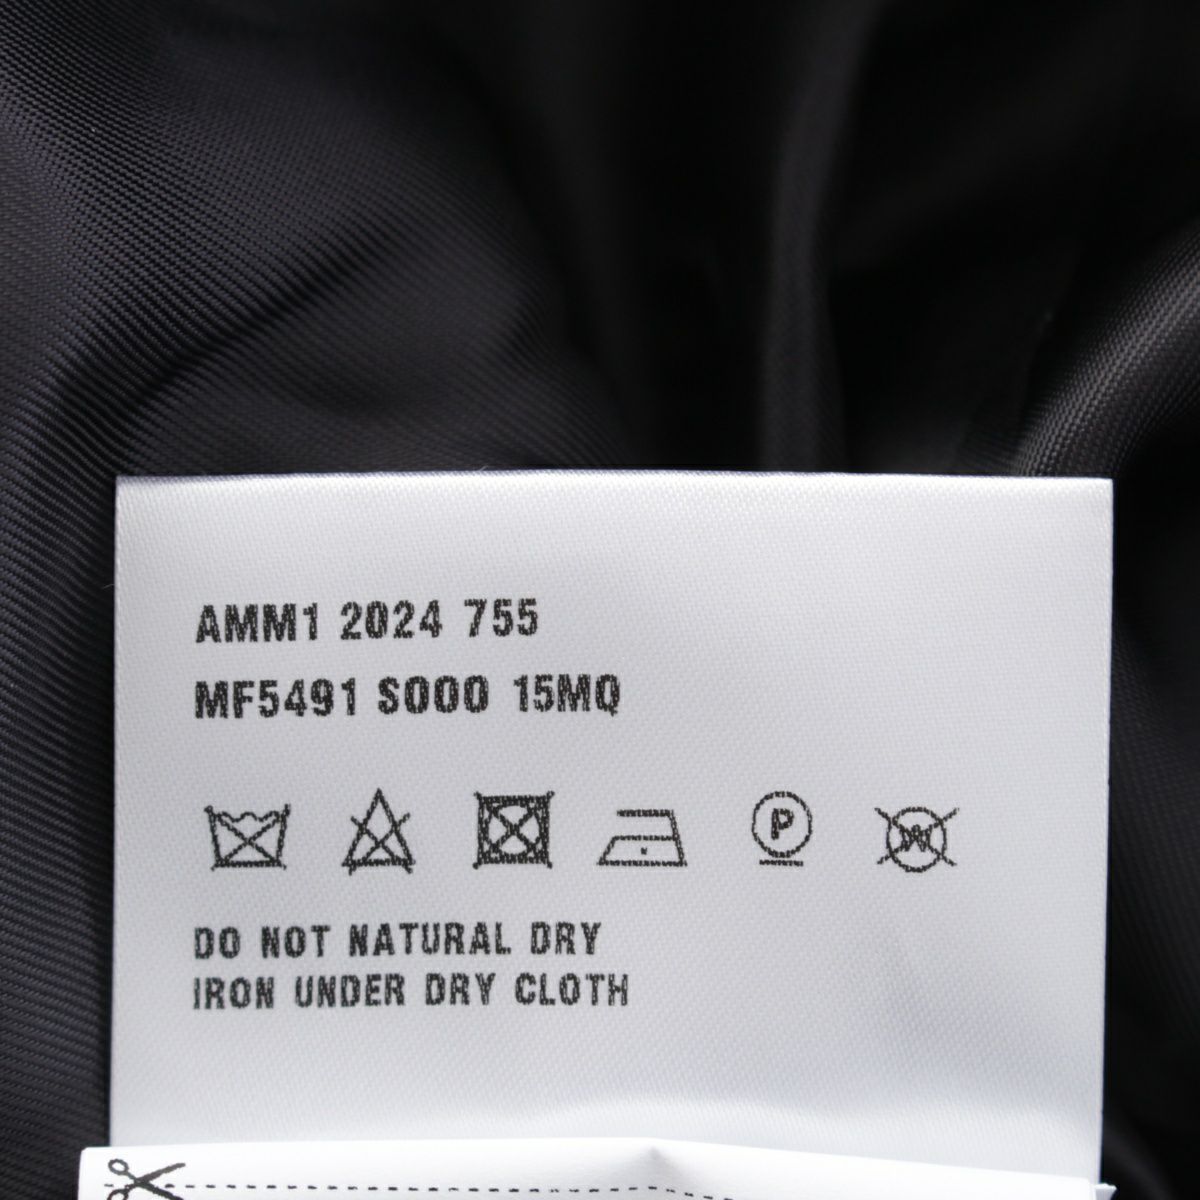 AMM1 2024 755
MF5491 S000 15MQ
P W
DO NOT NATURAL DRY
IRON UNDER DRY CLOTH